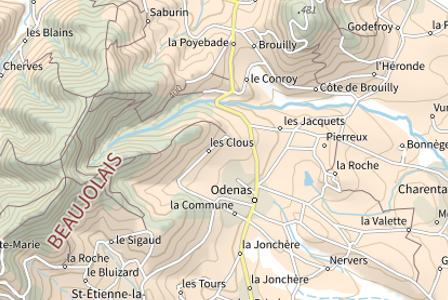 Saburin
481
Godefroy
les Blains
la Poyebade
Brouilly
Cherves
l'Héronde
le Conroy
400
Côte de Brouilly
les Jacquets
Pierreux
les Clous
Bonnège
la Roche
BEAUJOLAIS
Odenas
Charenta
la Commune
la Valette
te-Marie
le Sigaud
la Jonchère
la Roche
Nervers
le Bluizard
les Tours
la Jonchère
St-Étienne-la-